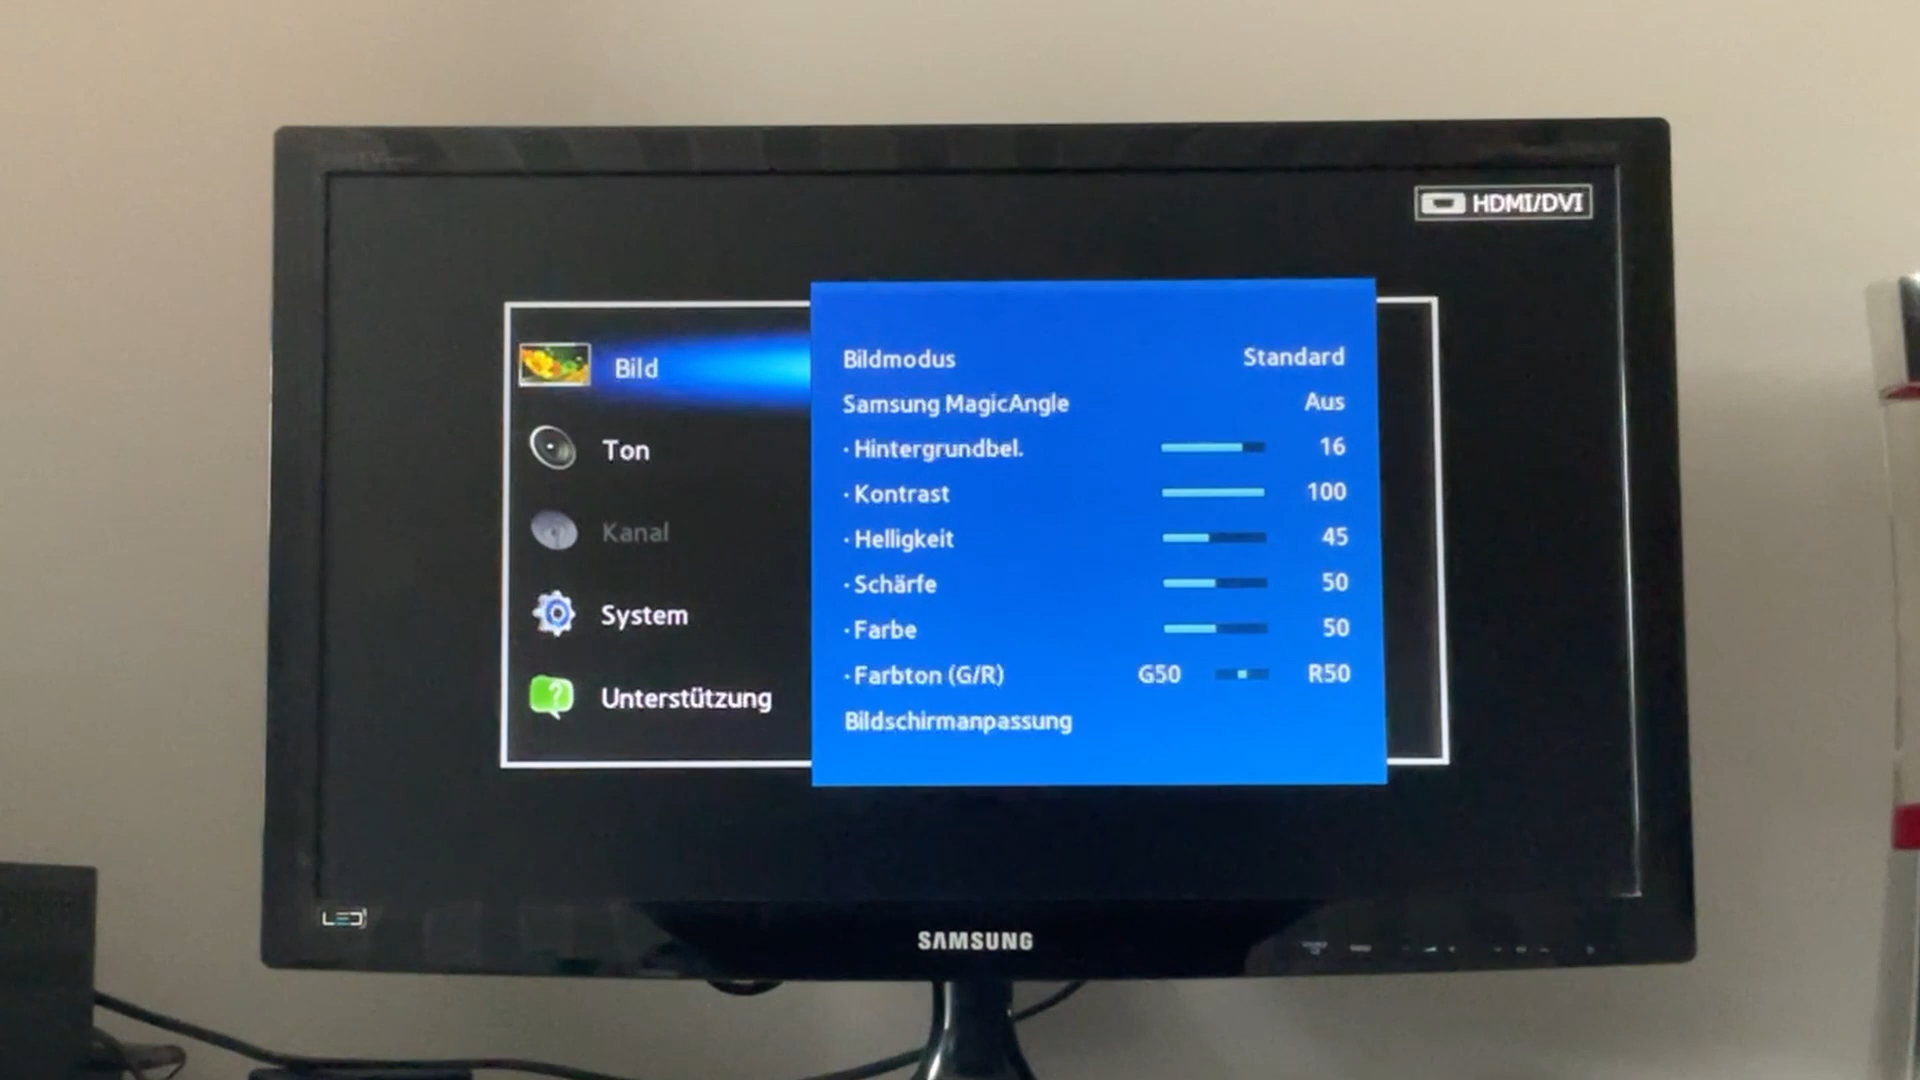 HDMI/DVI
Bild
Ton
Kanal
System
Unterstützung
Bildmodus Standard
Samsung MagicAngle Aus
· Hintergrundbel. 16
· Kontrast 100
· Helligkeit 45
· Schärfe 50
· Farbe 50
· Farbton (G/R) G50 R50
Bildschirmanpassung
LED
SAMSUNG